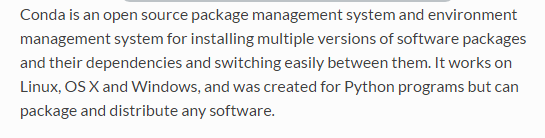 Conda is an open source package management system and environment
management system for installing multiple versions of software packages
and their dependencies and switching easily between them. It works on
Linux, OS X and Windows, and was created for Python programs but can
package and distribute any software.